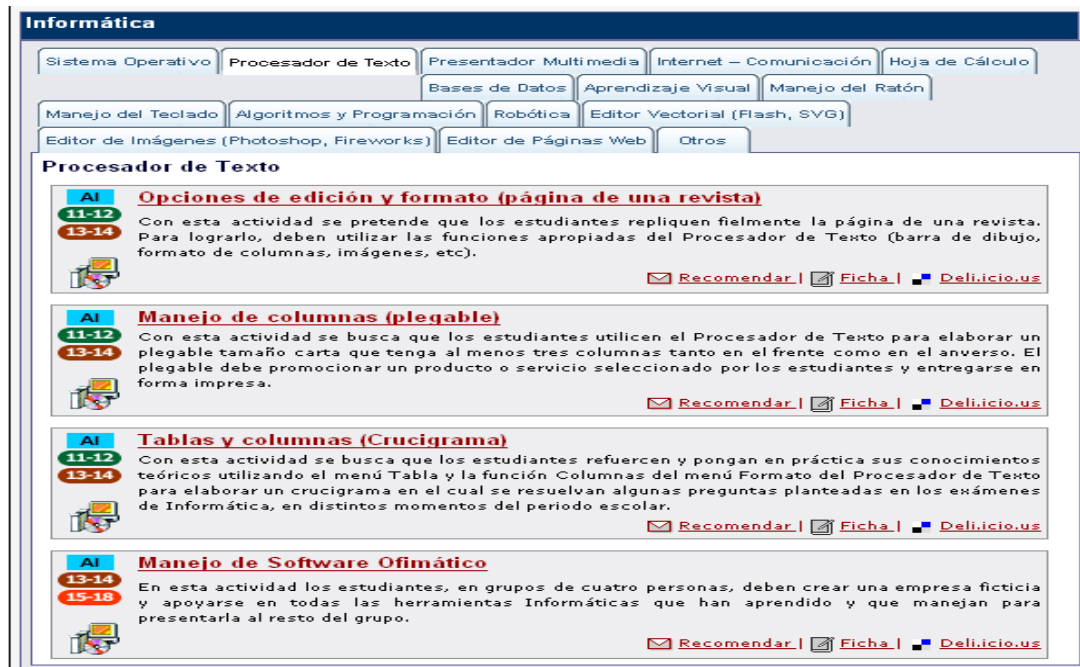 Informática
Sistema Operativo Procesador de Texto Presentador Multimedia Internet – Comunicación Hoja de Cálculo
Bases de Datos Aprendizaje Visual Manejo del Ratón
Manejo del Teclado Algoritmos y Programación Robótica Editor Vectorial (Flash, SVG)
Editor de Imágenes (Photoshop, Fireworks) Editor de Páginas Web Otros
Procesador de Texto
AI Opciones de edición y formato (página de una revista)
11-12 Con esta actividad se pretende que los estudiantes repliquen fielmente la página de una revista.
13-14 Para lograrlo, deben utilizar las funciones apropiadas del Procesador de Texto (barra de dibujo,
formato de columnas, imágenes, etc).
Recomendar | Ficha | Deli.icio.us
AI Manejo de columnas (plegable)
11-12 Con esta actividad se busca que los estudiantes utilicen el Procesador de Texto para elaborar un
13-14 plegable tamaño carta que tenga al menos tres columnas tanto en el frente como en el anverso. El
plegable debe promocionar un producto o servicio seleccionado por los estudiantes y entregarse en
forma impresa.
Recomendar | Ficha | Deli.icio.us
AI Tablas y columnas (Crucigrama)
11-12 Con esta actividad se busca que los estudiantes refuercen y pongan en práctica sus conocimientos
13-14 teóricos utilizando el menú Tabla y la función Columnas del menú Formato del Procesador de Texto
para elaborar un crucigrama en el cual se resuelvan algunas preguntas planteadas en los exámenes
de Informática, en distintos momentos del periodo escolar.
Recomendar | Ficha | Deli.icio.us
AI Manejo de Software Ofimático
13-14 En esta actividad los estudiantes, en grupos de cuatro personas, deben crear una empresa ficticia
15-18 y apoyarse en todas las herramientas Informáticas que han aprendido y que manejan para
presentarla al resto del grupo.
Recomendar | Ficha | Deli.icio.us